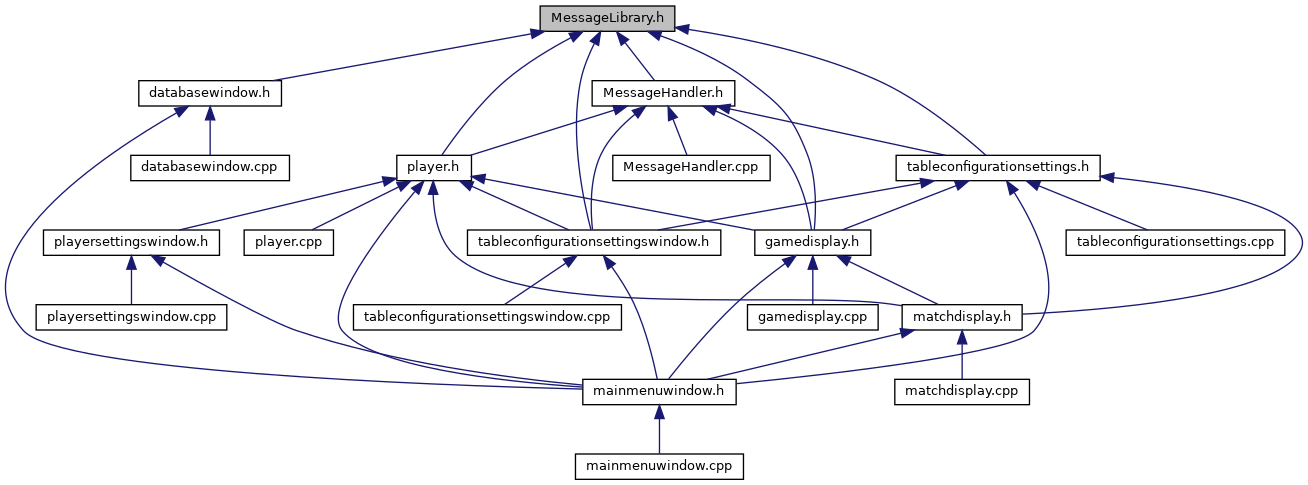 MessageLibrary.h
databasewindow.h
MessageHandler.h
databasewindow.cpp
player.h
MessageHandler.cpp
tableconfigurationsettings.h
playersettingswindow.h
player.cpp
tableconfigurationsettingswindow.h
gamedisplay.h
tableconfigurationsettings.cpp
playersettingswindow.cpp
tableconfigurationsettingswindow.cpp
gamedisplay.cpp
matchdisplay.h
mainmenuwindow.h
matchdisplay.cpp
mainmenuwindow.cpp